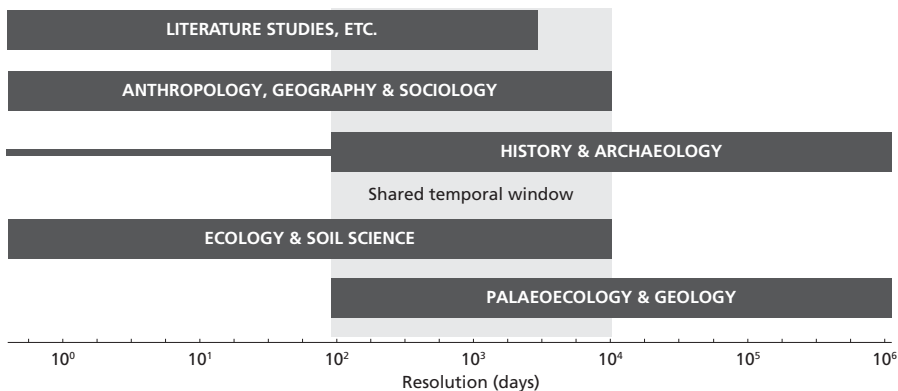 LITERATURE STUDIES, ETC.
ANTHROPOLOGY, GEOGRAPHY & SOCIOLOGY
HISTORY & ARCHAEOLOGY
Shared temporal window
ECOLOGY & SOIL SCIENCE
PALAEOECOLOGY & GEOLOGY
10⁰ 10¹ 10² 10³ 10⁴ 10⁵ 10⁶
Resolution (days)